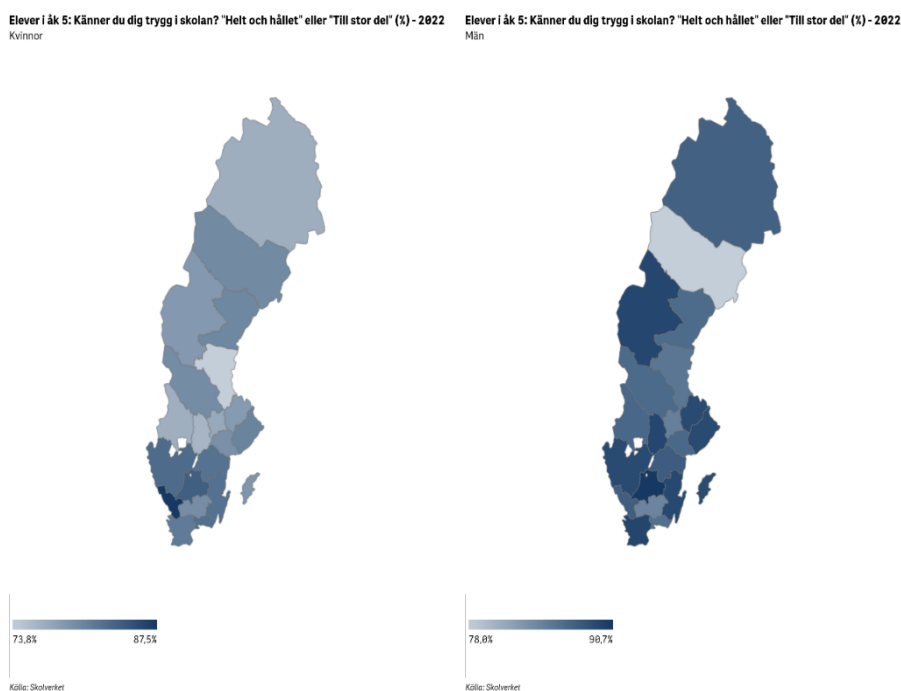 Elever i åk 5: Känner du dig trygg i skolan? "Helt och hållet" eller "Till stor del" (%) - 2022
Kvinnor
73,8%
87,5%
Källa: Skolverket
Elever i åk 5: Känner du dig trygg i skolan? "Helt och hållet" eller "Till stor del" (%) - 2022
Män
78,0%
90,7%
Källa: Skolverket